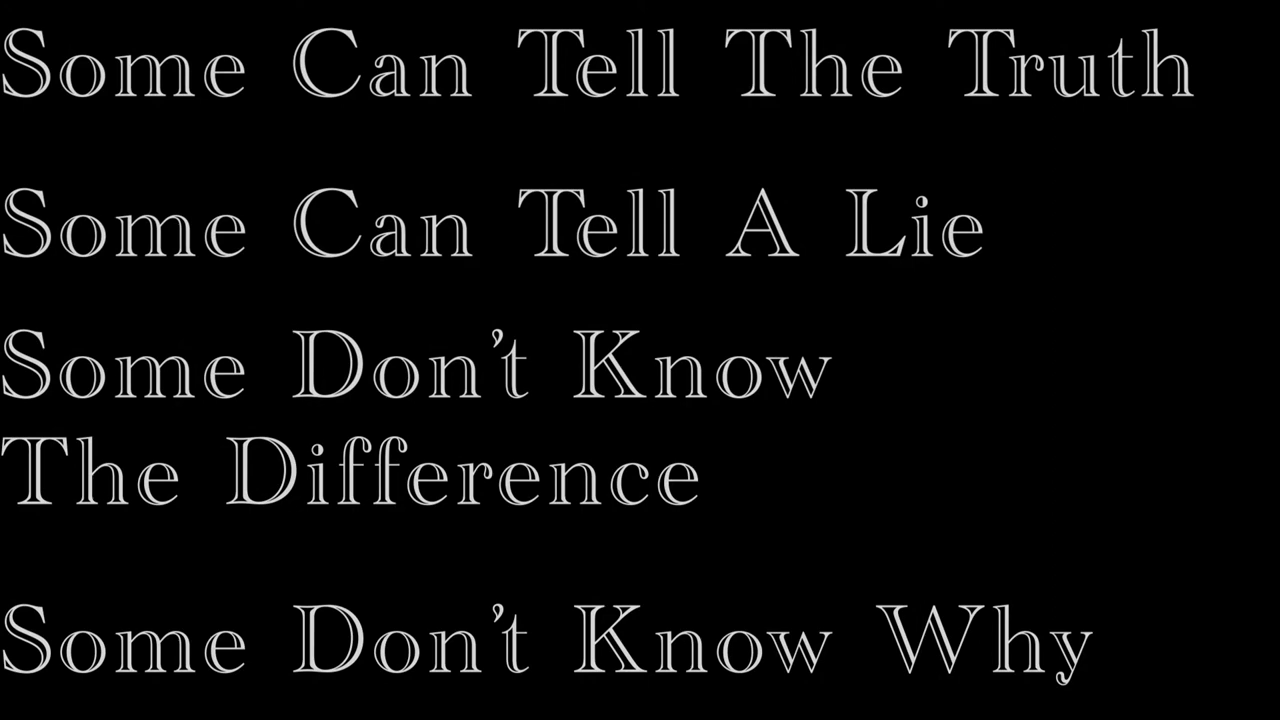 Some Can Tell The Truth
Some Can Tell A Lie
Some Don't Know
The Difference
Some Don't Know Why